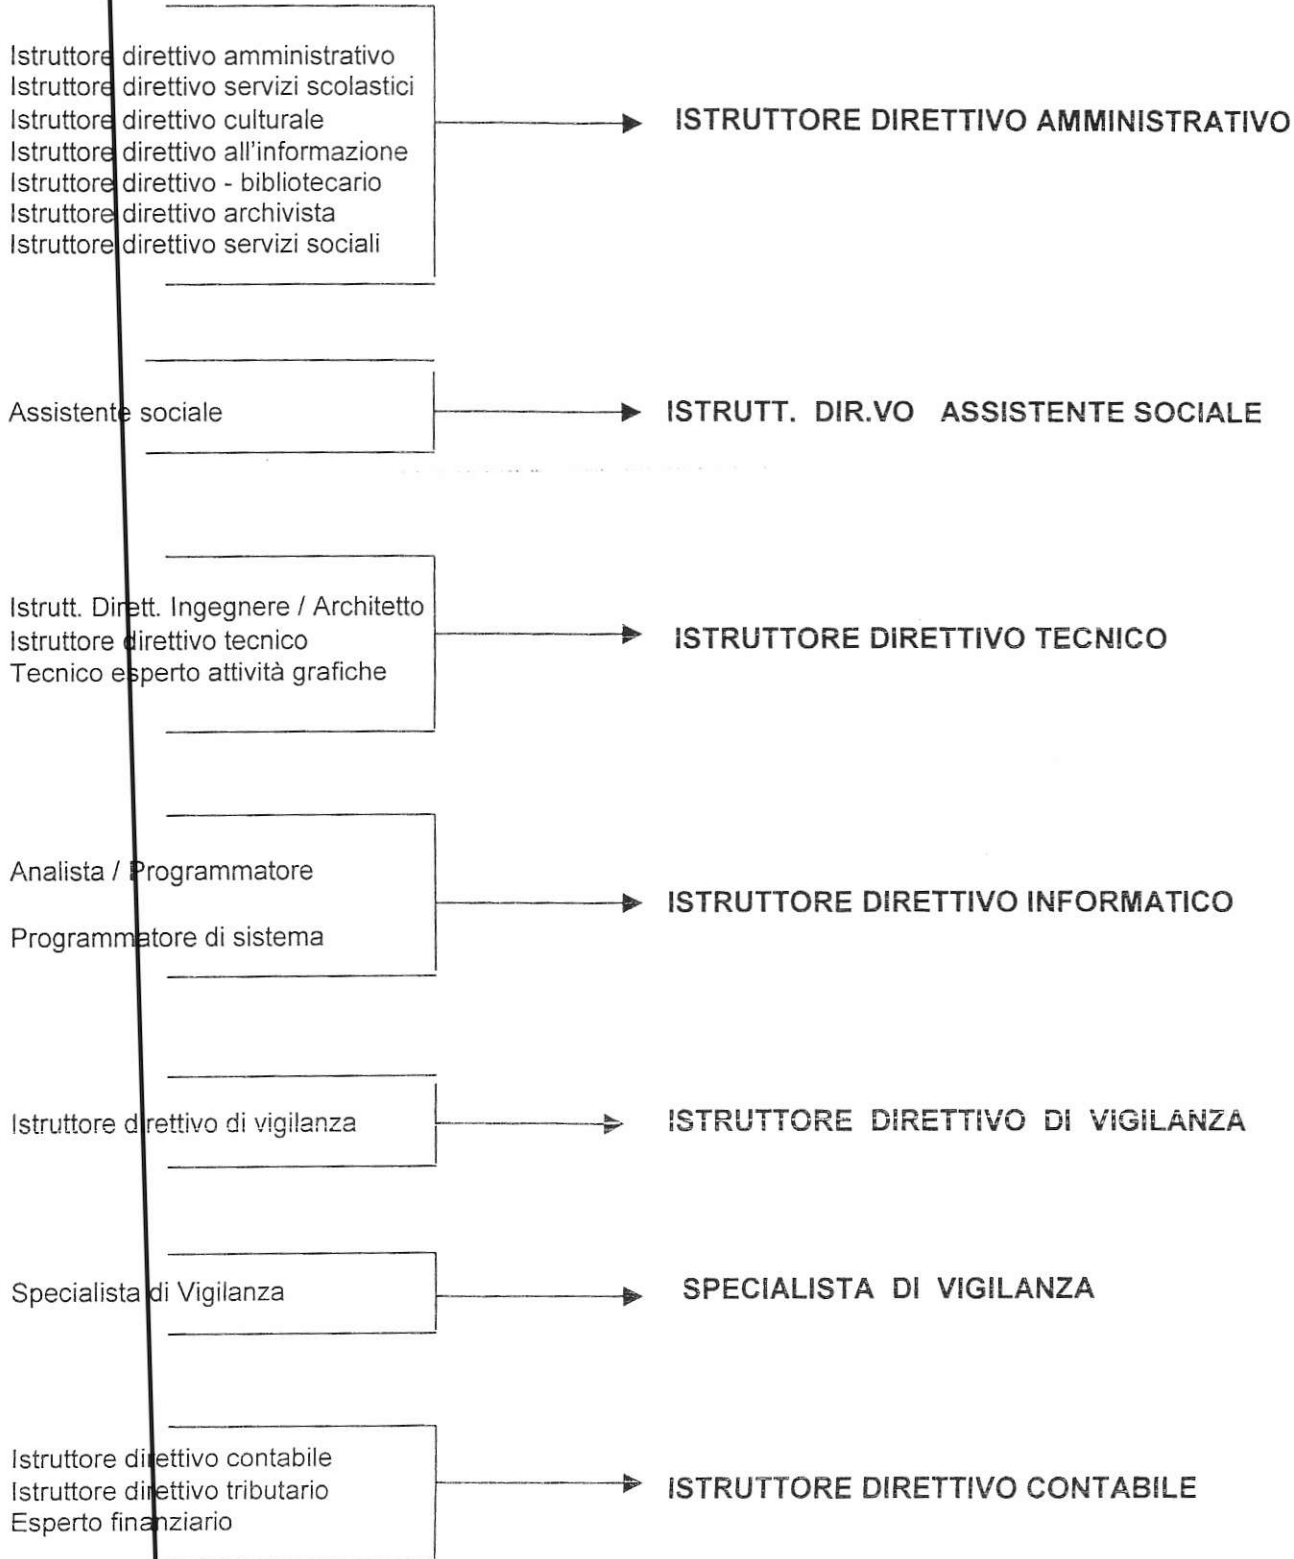 Istruttore direttivo amministrativo
Istruttore direttivo servizi scolastici
Istruttore direttivo culturale
Istruttore direttivo all'informazione
Istruttore direttivo - bibliotecario
Istruttore direttivo archivista
Istruttore direttivo servizi sociali
ISTRUTTORE DIRETTIVO AMMINISTRATIVO
Assistente sociale
ISTRUTT. DIR.VO ASSISTENTE SOCIALE
Istrutt. Dirett. Ingegnere / Architetto
Istruttore direttivo tecnico
Tecnico esperto attività grafiche
ISTRUTTORE DIRETTIVO TECNICO
Analista / Programmatore
Programmatore di sistema
ISTRUTTORE DIRETTIVO INFORMATICO
Istruttore direttivo di vigilanza
ISTRUTTORE DIRETTIVO DI VIGILANZA
Specialista di Vigilanza
SPECIALISTA DI VIGILANZA
Istruttore direttivo contabile
Istruttore direttivo tributario
Esperto finanziario
ISTRUTTORE DIRETTIVO CONTABILE